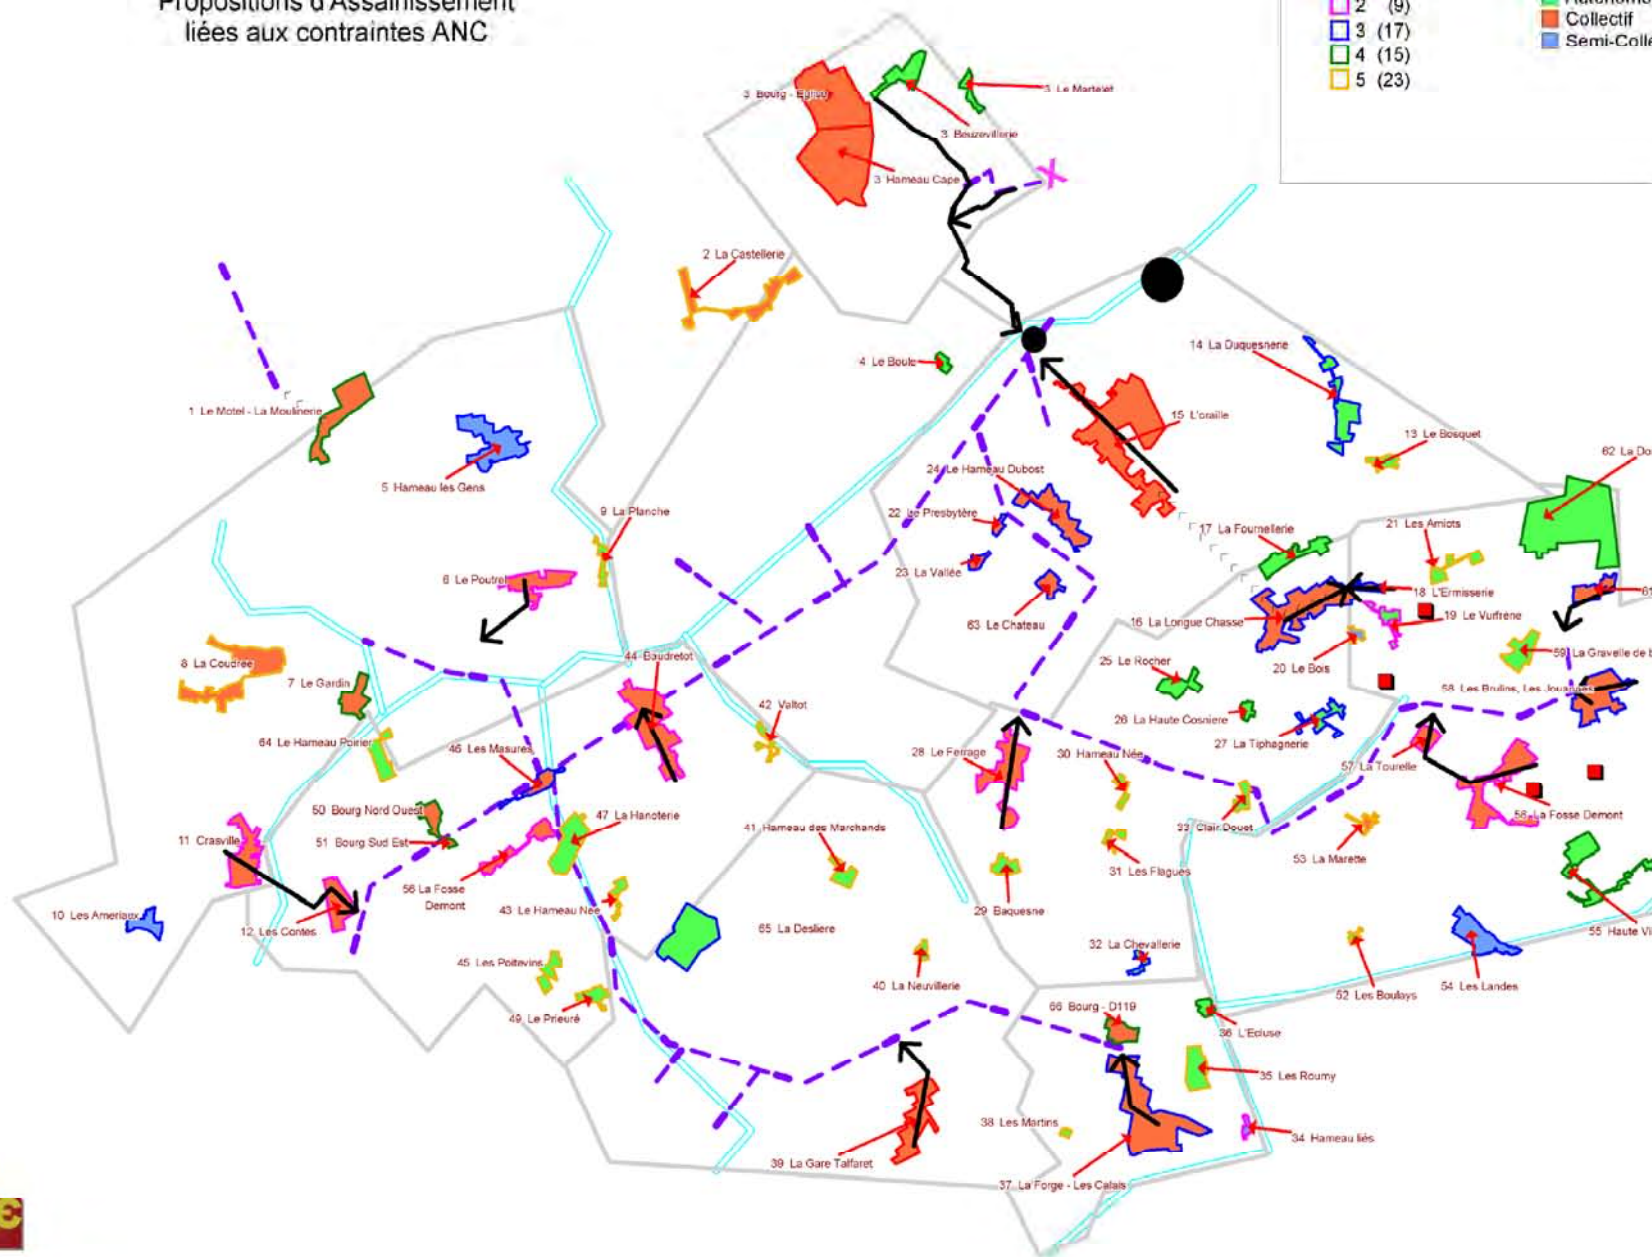 Propositions d'Assainissement
liées aux contraintes ANC
2 (9)
3 (17)
4 (15)
5 (23)
Collectif
3 Bourg - Eglise
3 Le Martelet
3 Beuzevillerie
3 Hameau Cape
2 La Castellerie
4 Le Boule
14 La Duquesnerie
1 Le Motel - La Moulinerie
15 L'oraille
13 Le Bosquet
62 La Do
5 Hameau les Gens
24 Le Hameau Dubost
9 La Planche
22 Le Presbytère
17 La Fournellerie
21 Les Amiots
23 La Vallée
6 Le Poutrel
18 L'Ermisserie
61
63 Le Chateau
16 La Longue Chasse
19 Le Vufrène
44 Baudretot
59 La Gravelle de b
8 La Coudrée
25 Le Rocher
20 Le Bois
7 Le Gardin
58 Les Brulins, Les Jouannes
42 Valtot
26 La Haute Cosniere
64 Le Hameau Poirier
46 Les Masures
27 La Tiphagnerie
28 Le Ferrage
30 Hameau Née
57 La Tourelle
50 Bourg Nord Ouest
47 La Hanoterie
56 La Fosse Demont
33 Clair Douet
41 Hameau des Marchands
11 Crasville
51 Bourg Sud Est
53 La Marette
31 Les Flagues
56 La Fosse
Demont
43 Le Hameau Née
29 Baquesne
10 Les Ameriaux
12 Les Contes
65 La Desliere
55 Haute Vi
32 La Chevallerie
45 Les Poitevins
40 La Neuvillerie
54 Les Landes
52 Les Boulays
66 Bourg - D119
49 Le Prieuré
36 L'Ecluse
35 Les Roumy
38 Les Martins
34 Hameau liés
39 La Gare Talfaret
37 La Forge - Les Calais